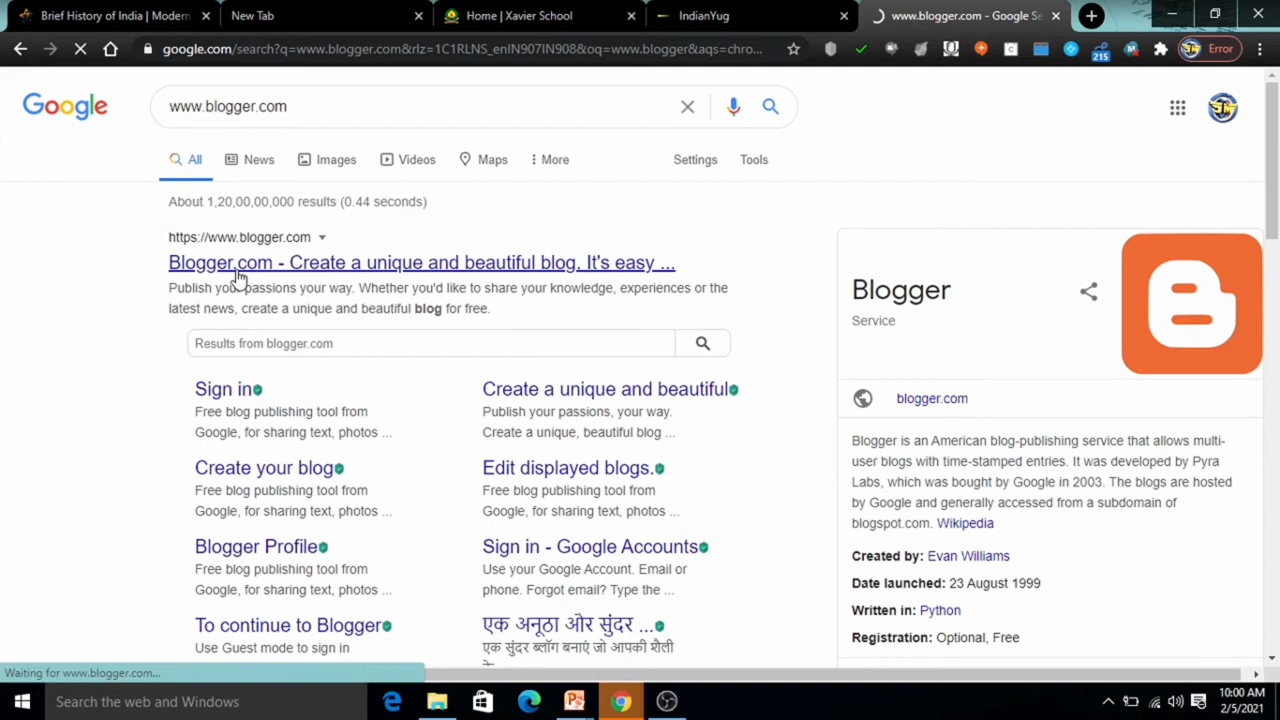 Brief History of India | Modern
New Tab
Home | Xavier School
IndianYug
www.blogger.com - Google Se
google.com/search?q=www.blogger.com&rlz=1C1RLNS_enIN907IN908&oq=www.blogger&aqs=chro...
215
Error
Google
www.blogger.com
All
News
Images
Videos
Maps
More
Settings
Tools
About 1,20,00,00,000 results (0.44 seconds)
https://www.blogger.com
Blogger.com - Create a unique and beautiful blog. It's easy ...
Publish your passions your way. Whether you'd like to share your knowledge, experiences or the
latest news, create a unique and beautiful blog for free.
Results from blogger.com
Sign in
Free blog publishing tool from
Google, for sharing text, photos ...
Create a unique and beautiful
Publish your passions, your way.
Create a unique, beautiful blog ...
Create your blog
Free blog publishing tool from
Google, for sharing text, photos ...
Edit displayed blogs.
Free blog publishing tool from
Google, for sharing text, photos ...
Blogger Profile
Free blog publishing tool from
Google, for sharing text, photos ...
Sign in - Google Accounts
Use your Google Account. Email or
phone. Forgot email? Type the ...
To continue to Blogger
Use Guest mode to sign in
एक अनूठा ओर सुंदर ...
एक सुंदर ब्लॉग बनाएं जो आपकी शैली
Blogger
Service
blogger.com
Blogger is an American blog-publishing service that allows multi-
user blogs with time-stamped entries. It was developed by Pyra
Labs, which was bought by Google in 2003. The blogs are hosted
by Google and generally accessed from a subdomain of
blogspot.com. Wikipedia
Created by: Evan Williams
Date launched: 23 August 1999
Written in: Python
Registration: Optional, Free
Waiting for www.blogger.com...
Search the web and Windows
10:00 AM
2/5/2021